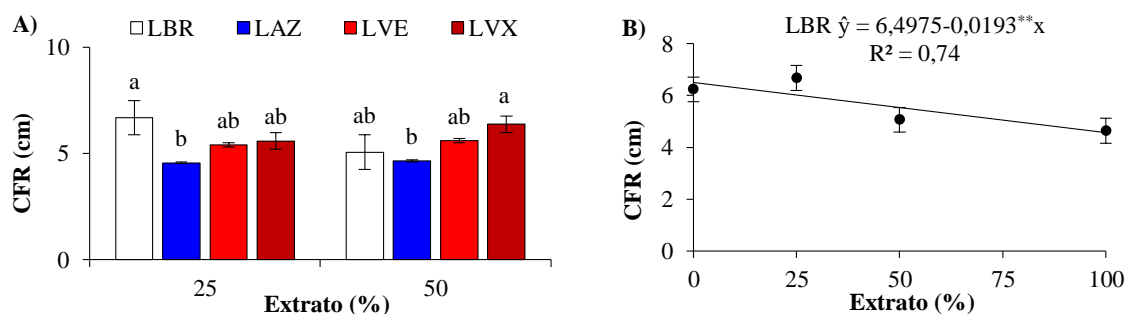 A) LBR LAZ LVE LVX
10
5
0
CFR (cm)
a
b
ab
ab
ab
b
ab
a
25 50
Extrato (%)
B) LBR ŷ = 6,4975-0,0193**x
R² = 0,74
8
6
4
2
0
CFR (cm)
0 25 50 75 100
Extrato (%)